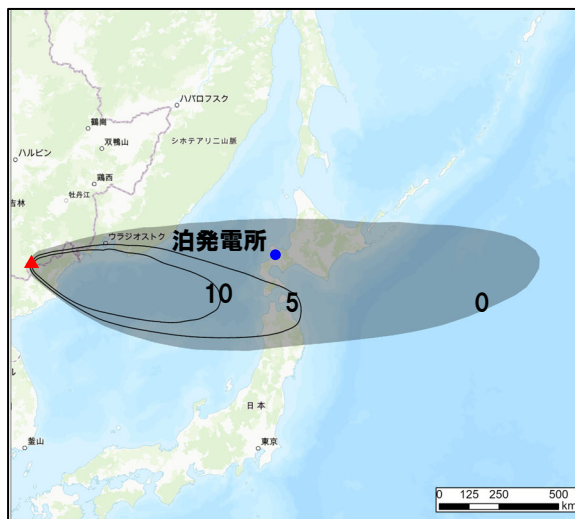 ハバロフスク
鶴崗
双鴨山
シホテアリニ山脈
ハルビン
鶏西
牡丹江
吉林
ウラジオストク
泊発電所
10
5
0
日本
釜山
東京
0 125 250 500
km